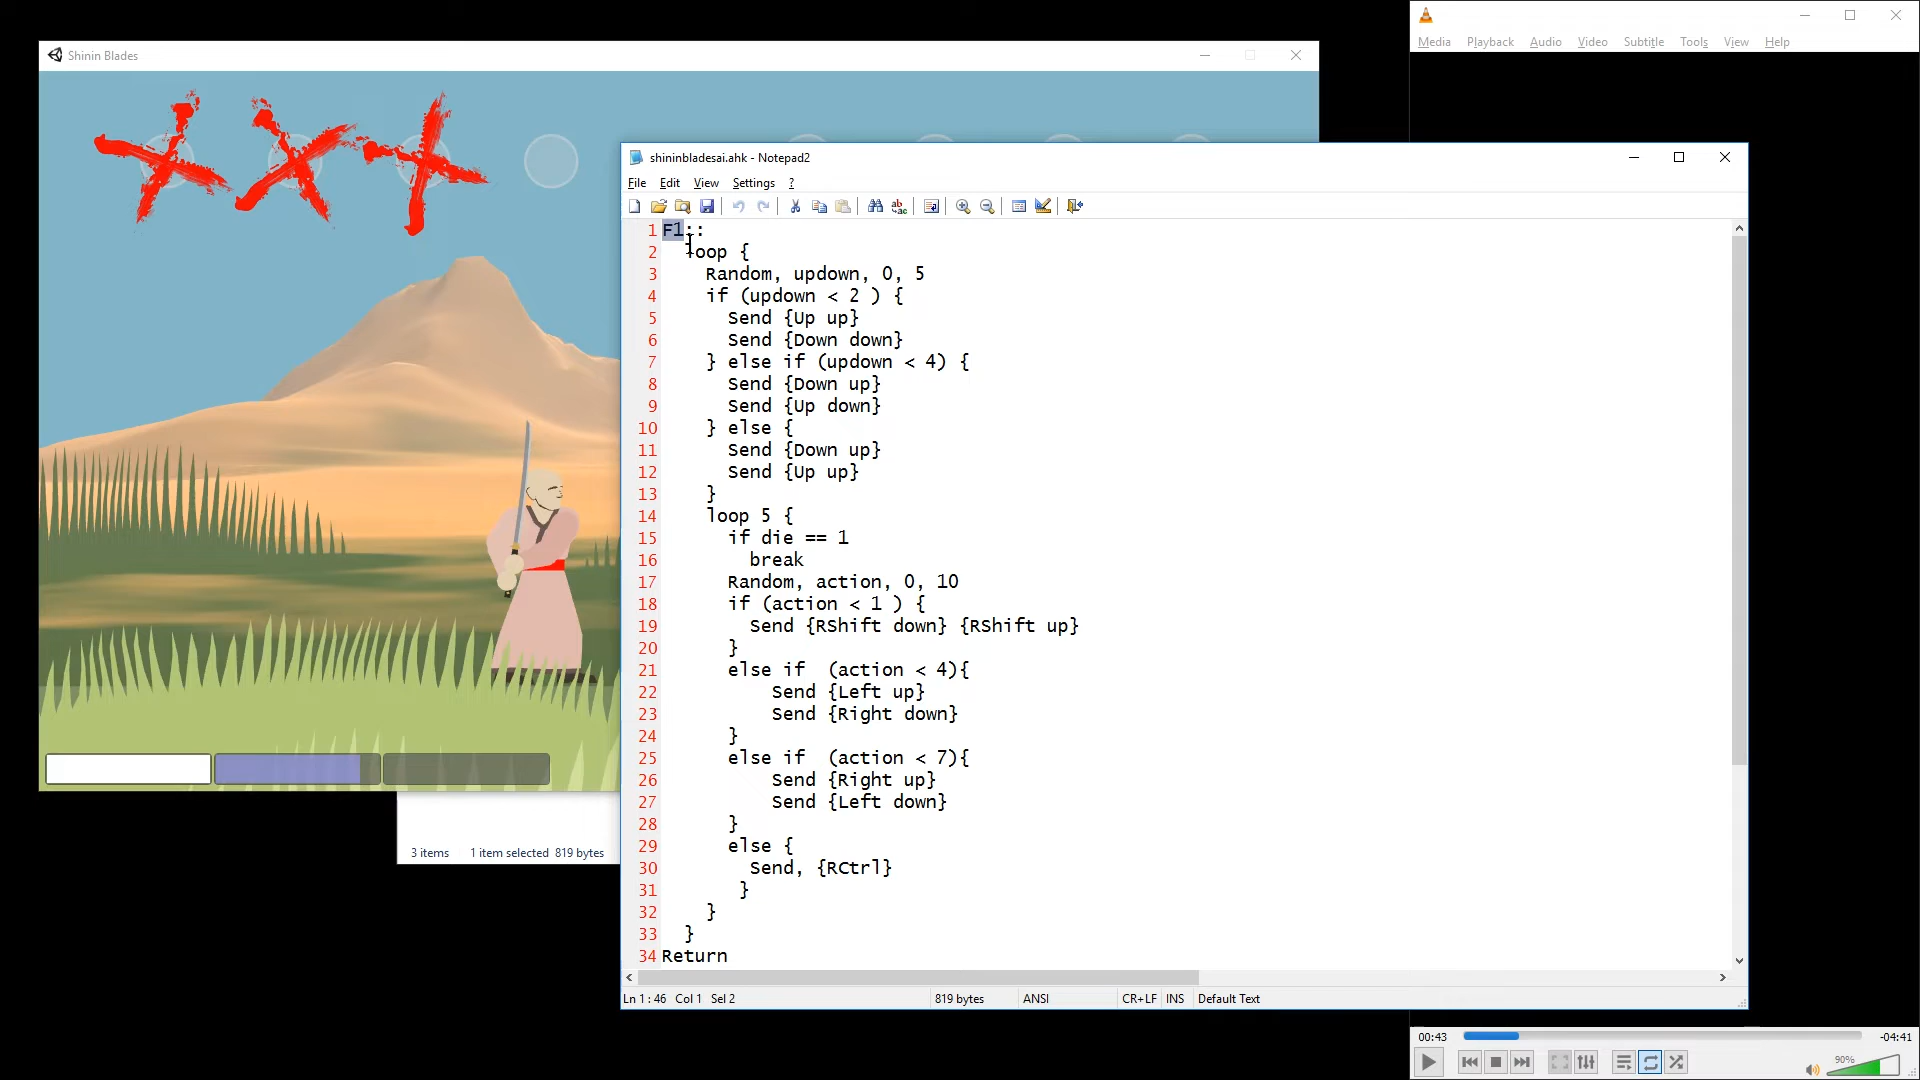 Shinin Blades
Media Playback Audio Video Subtitle Tools View Help
shininbladesai.ahk - Notepad2
File Edit View Settings ?
1 F1::
2 loop {
3 Random, updown, 0, 5
4 if (updown < 2 ) {
5 Send {Up up}
6 Send {Down down}
7 } else if (updown < 4) {
8 Send {Down up}
9 Send {Up down}
10 } else {
11 Send {Down up}
12 Send {Up up}
13 }
14 loop 5 {
15 if die == 1
16 break
17 Random, action, 0, 10
18 if (action < 1 ) {
19 Send {RShift down} {RShift up}
20 }
21 else if  (action < 4){
22 Send {Left up}
23 Send {Right down}
24 }
25 else if  (action < 7){
26 Send {Right up}
27 Send {Left down}
28 }
29 else {
30 Send, {RCtrl}
31 }
32 }
33 }
34 Return
Ln 1 : 46 Col 1 Sel 2 819 bytes ANSI CR+LF INS Default Text
3 items 1 item selected 819 bytes
00:43 -04:41
90%